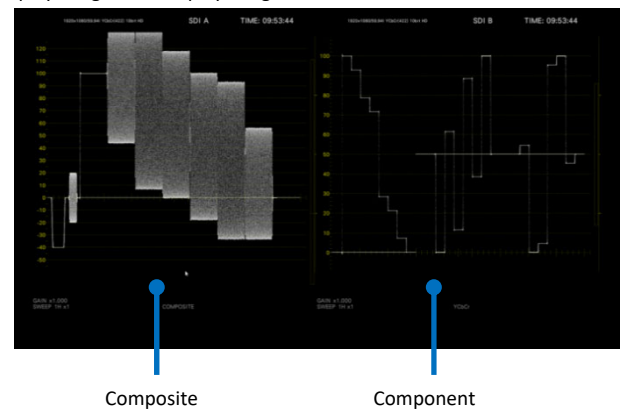 SDI A TIME: 09:53:44
SDI B TIME: 09:53:44
120
110
100
90
80
70
60
50
40
30
20
10
0
-10
-20
-30
-40
-50
100
90
80
70
60
50
40
30
20
10
0
GAIN x1.000
SWEEP 1H x1
COMPOSITE
GAIN x1.000
SWEEP 1H x1
YCbCr
Composite
Component